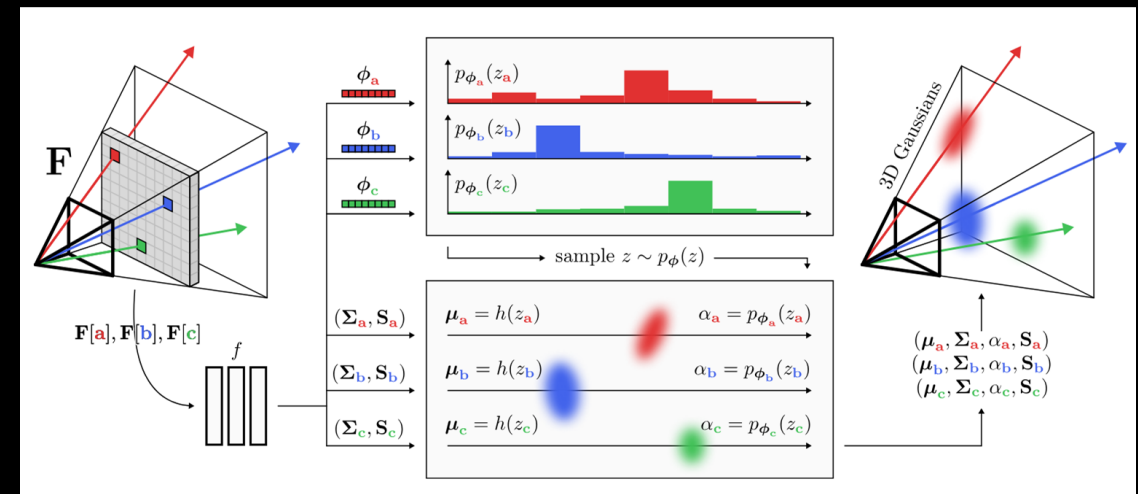 F
F[a], F[b], F[c]
f
ϕa
ϕb
ϕc
pϕa(za)
pϕb(zb)
pϕc(zc)
sample z ∼ pϕ(z)
(Σa, Sa)
(Σb, Sb)
(Σc, Sc)
μa = h(za)
αa = pϕa(za)
μb = h(zb)
αb = pϕb(zb)
μc = h(zc)
αc = pϕc(zc)
3D Gaussians
(μa, Σa, αa, Sa)
(μb, Σb, αb, Sb)
(μc, Σc, αc, Sc)